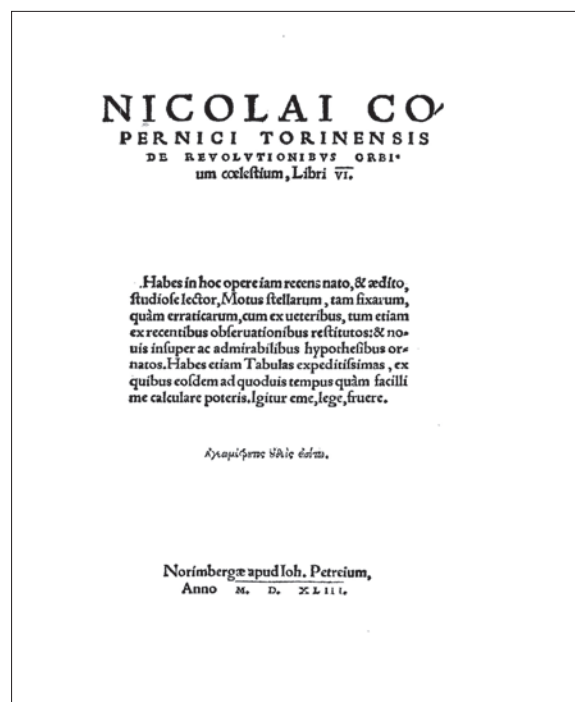 NICOLAI CO⸗
PERNICI TORINENSIS
DE REVOLVTIONIBVS ORBI⸗
um cœleſtium, Libri VI.
Habes in hoc opere iam recens nato, & ædito,
ſtudioſe lector, Motus ſtellarum, tam fixarum,
quàm erraticarum, cum ex ueteribus, tum etiam
ex recentibus obſeruationibus reſtitutos: & no⸗
uis inſuper ac admirabilibus hypotheſibus or⸗
natos. Habes etiam Tabulas expeditiſsimas, ex
quibus eoſdem ad quoduis tempus quàm facilli
me calculare poteris. Igitur eme, lege, fruere.
Ἀγεωμέτρητος οὐδεὶς εἰσίτω.
Norimbergæ apud Ioh. Petreium,
Anno M. D. XLIII.